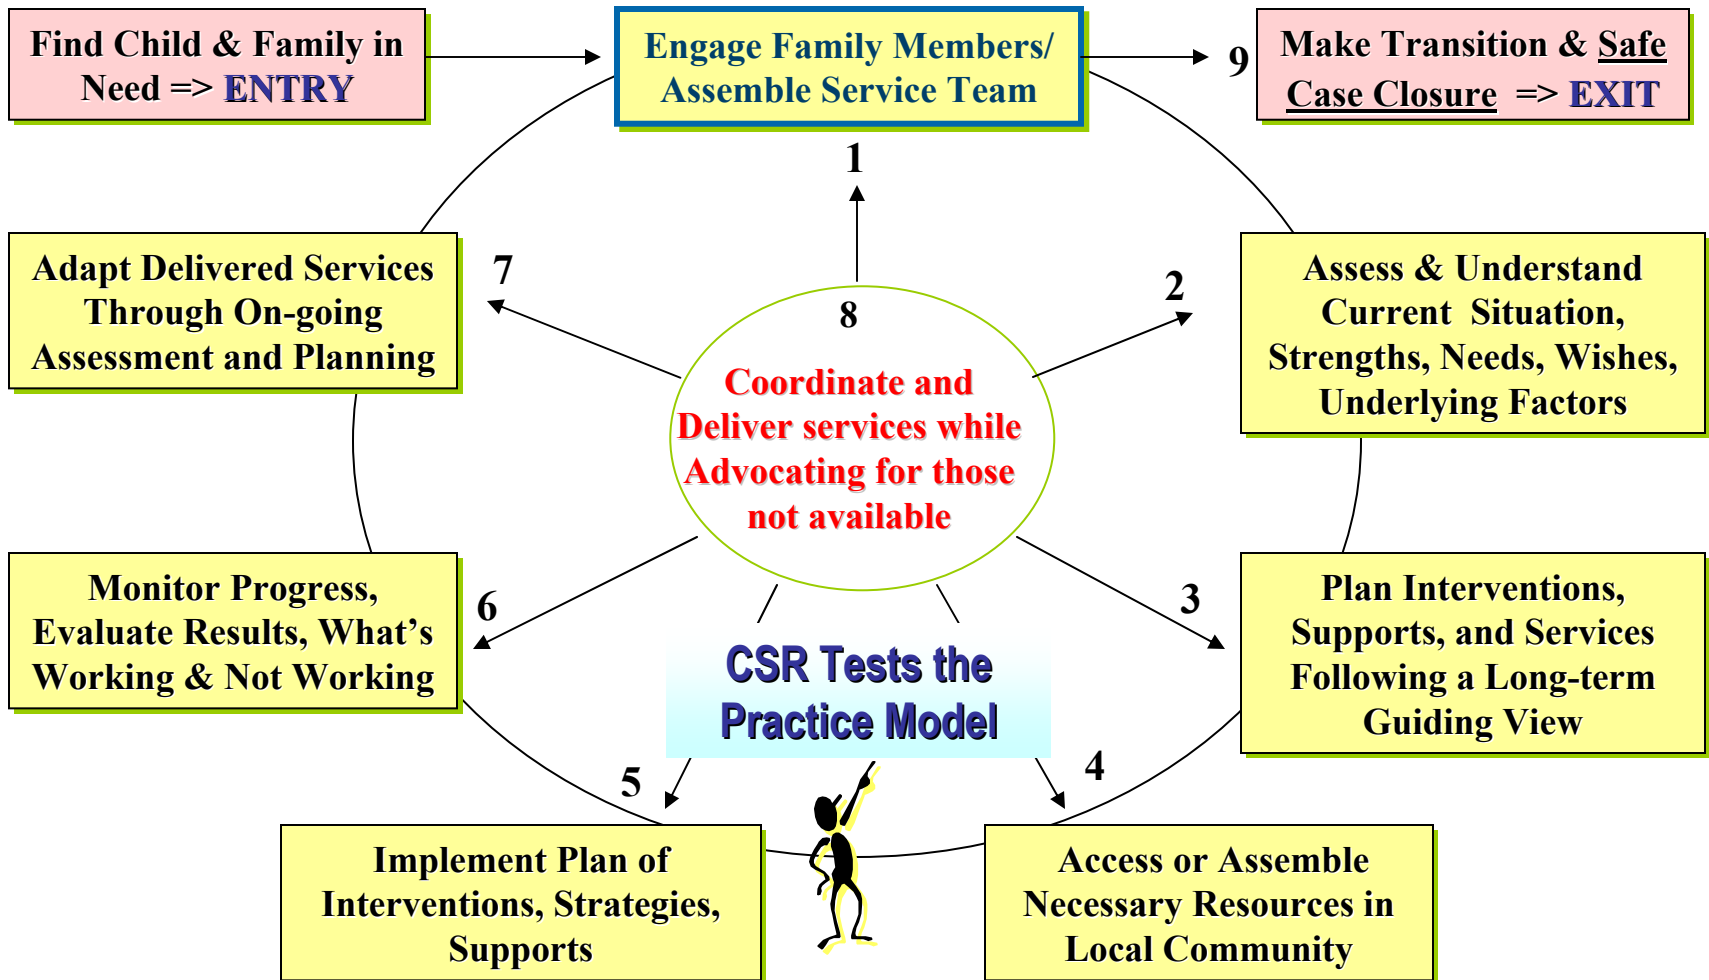 Find Child & Family in
Need => ENTRY
Engage Family Members/
Assemble Service Team
9
Make Transition & Safe
Case Closure => EXIT
1
Adapt Delivered Services
Through On-going
Assessment and Planning
7
2
Assess & Understand
Current Situation,
Strengths, Needs, Wishes,
Underlying Factors
8
Coordinate and
Deliver services while
Advocating for those
not available
Monitor Progress,
Evaluate Results, What's
Working & Not Working
6
3
Plan Interventions,
Supports, and Services
Following a Long-term
Guiding View
CSR Tests the
Practice Model
5
4
Implement Plan of
Interventions, Strategies,
Supports
Access or Assemble
Necessary Resources in
Local Community